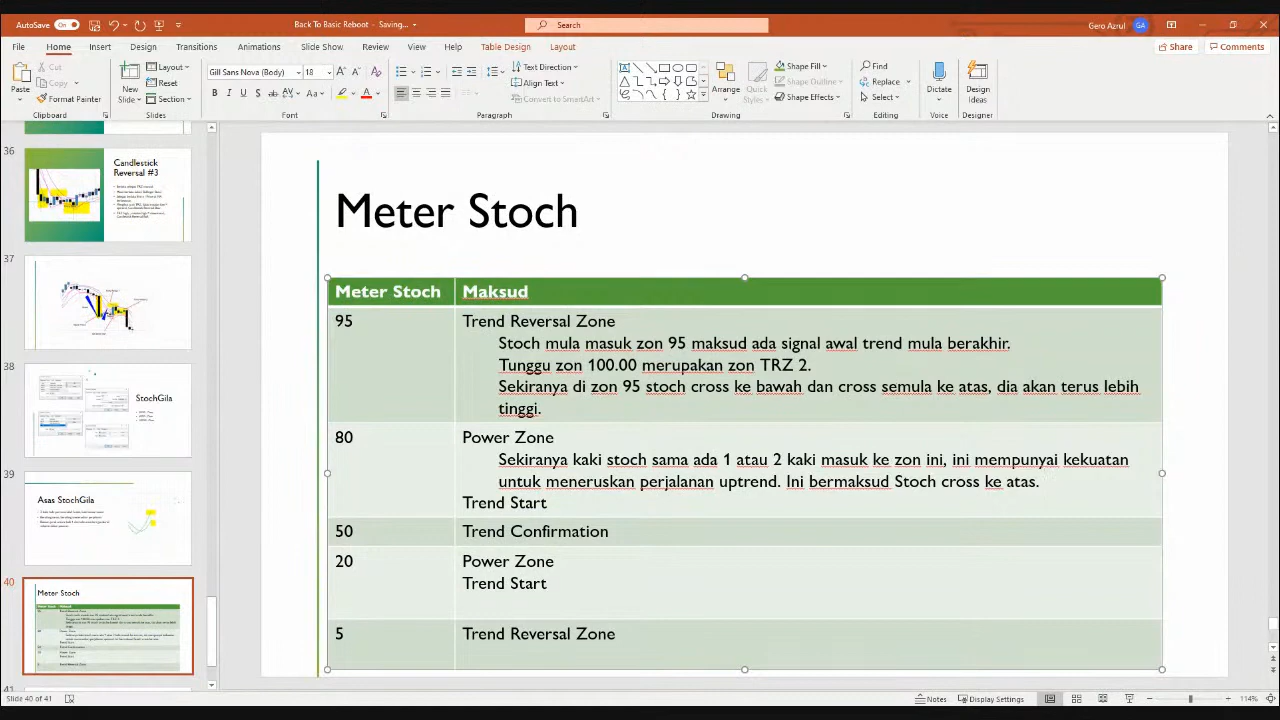 AutoSave On Back To Basic Reboot - Saving... Search Gero Azrul GA
File Home Insert Design Transitions Animations Slide Show Review View Help Table Design Layout Share Comments
Paste Cut Copy Format Painter
New Slide Layout Reset Section
Gill Sans Nova (Body) 18
Text Direction Align Text Convert to SmartArt
Arrange Quick Styles Shape Fill Shape Outline Shape Effects
Find Replace Select
Dictate Design Ideas
Clipboard Slides Font Paragraph Drawing Editing Voice Designer
36
Candlestick
Reversal #3
37
38
StochGila
39
Asas StochGila
40
Meter Stoch
41
Meter Stoch
Meter Stoch Maksud
95 Trend Reversal Zone
Stoch mula masuk zon 95 maksud ada signal awal trend mula berakhir.
Tunggu zon 100.00 merupakan zon TRZ 2.
Sekiranya di zon 95 stoch cross ke bawah dan cross semula ke atas, dia akan terus lebih
tinggi.
80 Power Zone
Sekiranya kaki stoch sama ada 1 atau 2 kaki masuk ke zon ini, ini mempunyai kekuatan
untuk meneruskan perjalanan uptrend. Ini bermaksud Stoch cross ke atas.
Trend Start
50 Trend Confirmation
20 Power Zone
Trend Start
5 Trend Reversal Zone
Slide 40 of 41 Notes Display Settings 114%